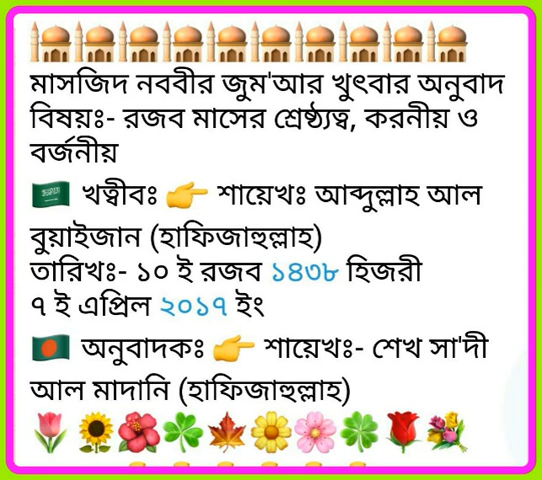 🕌🕌🕌🕌🕌🕌🕌🕌🕌🕌
মাসজিদ নববীর জুম'আর খুৎবার অনুবাদ
বিষয়ঃ- রজব মাসের শ্রেষ্ঠ্যত্ব, করনীয় ও
বর্জনীয়
🇸🇦 খত্বীবঃ 👉 শায়েখঃ আব্দুল্লাহ আল
বুয়াইজান (হাফিজাহুল্লাহ)
তারিখঃ- ১০ ই রজব ১৪৩৮ হিজরী
৭ ই এপ্রিল ২০১৭ ইং
🇧🇩 অনুবাদকঃ 👉 শায়েখঃ- শেখ সা'দী
আল মাদানি (হাফিজাহুল্লাহ)
🌷🌻🌺🍀🍁🌼🌸🍀🌹💐